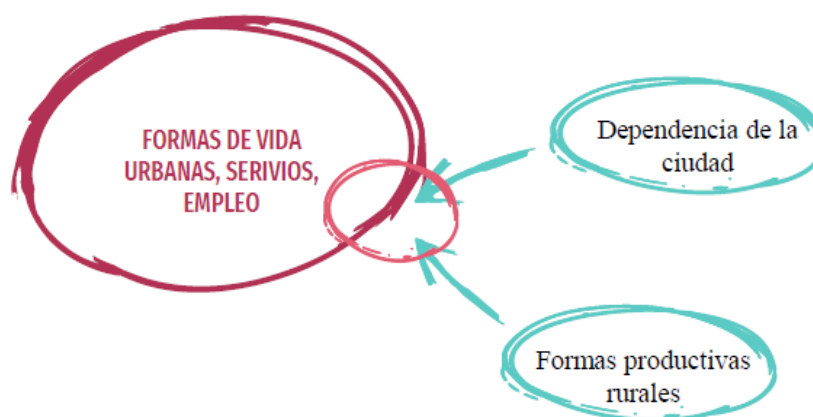 FORMAS DE VIDA
URBANAS, SERIVIOS,
EMPLEO
Dependencia de la
ciudad
Formas productivas
rurales